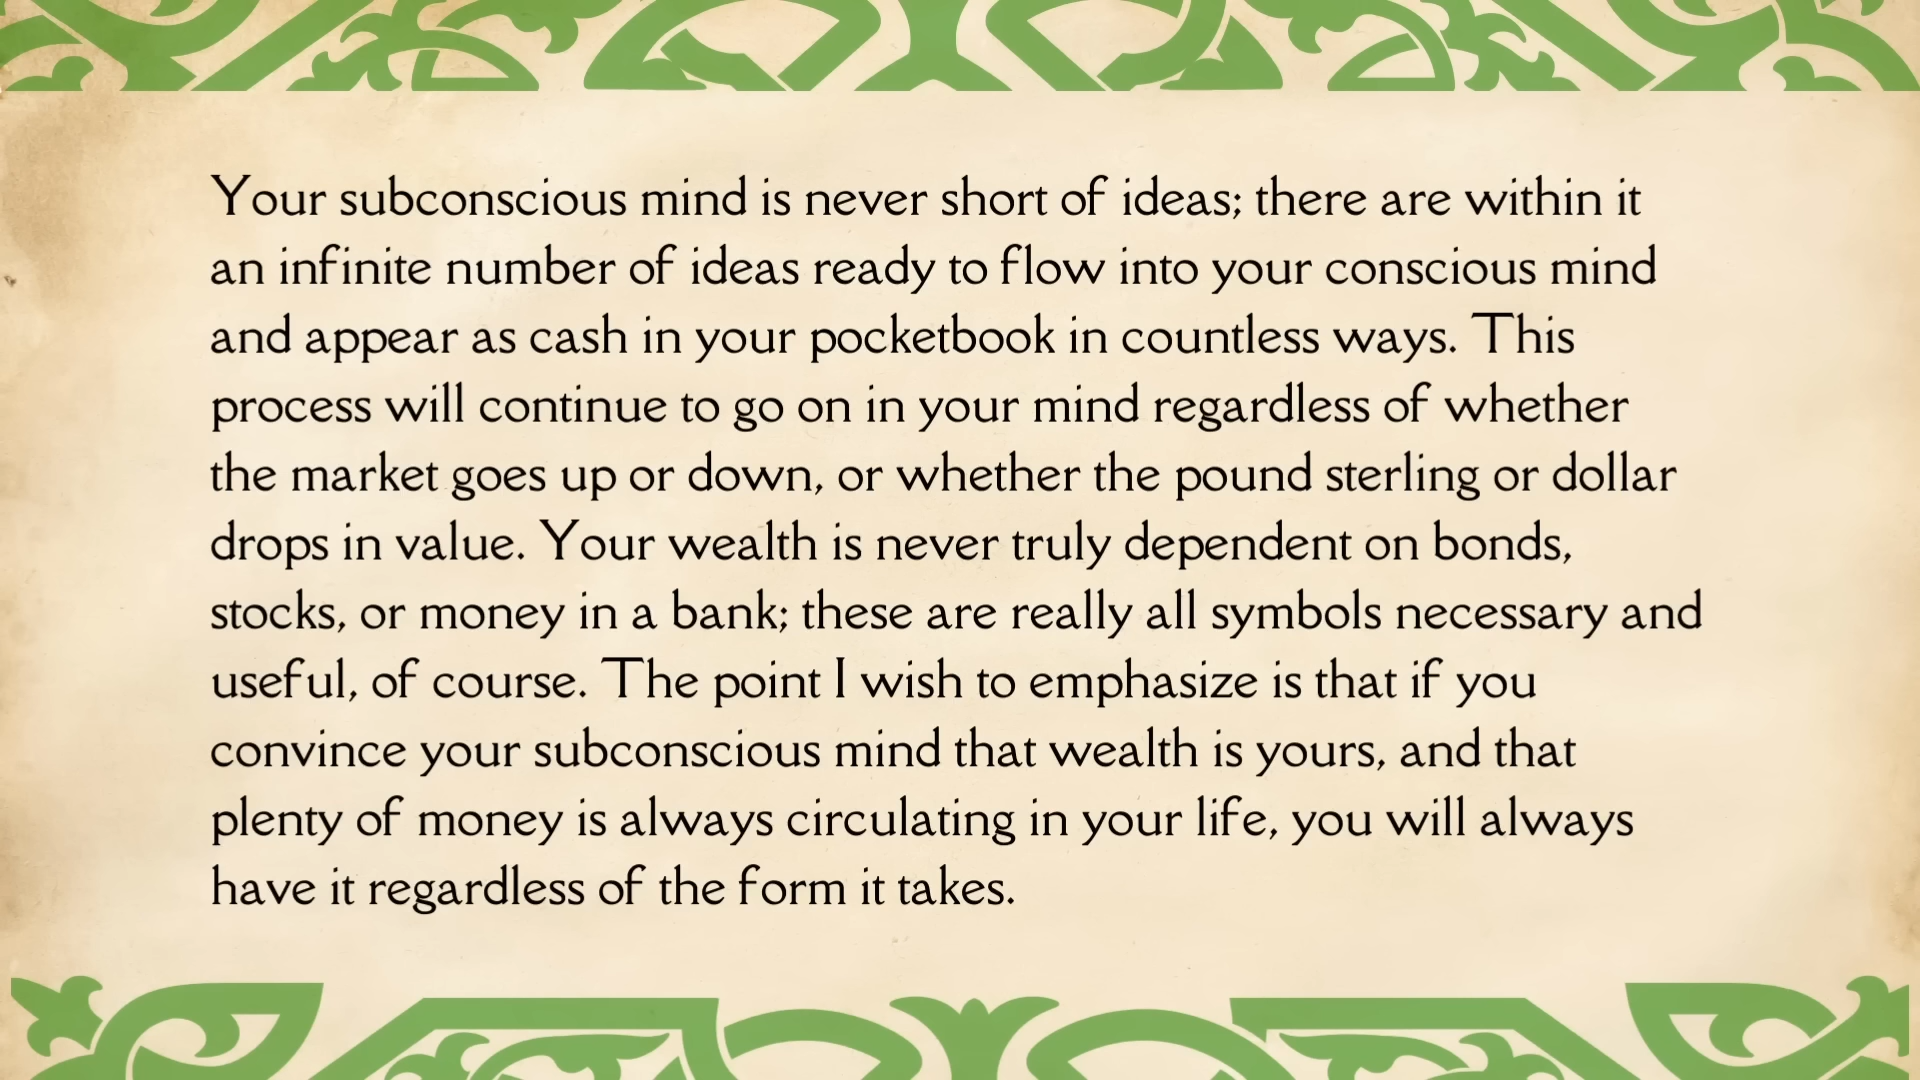 Your subconscious mind is never short of ideas; there are within it
an infinite number of ideas ready to flow into your conscious mind
and appear as cash in your pocketbook in countless ways. This
process will continue to go on in your mind regardless of whether
the market goes up or down, or whether the pound sterling or dollar
drops in value. Your wealth is never truly dependent on bonds,
stocks, or money in a bank; these are really all symbols necessary and
useful, of course. The point I wish to emphasize is that if you
convince your subconscious mind that wealth is yours, and that
plenty of money is always circulating in your life, you will always
have it regardless of the form it takes.